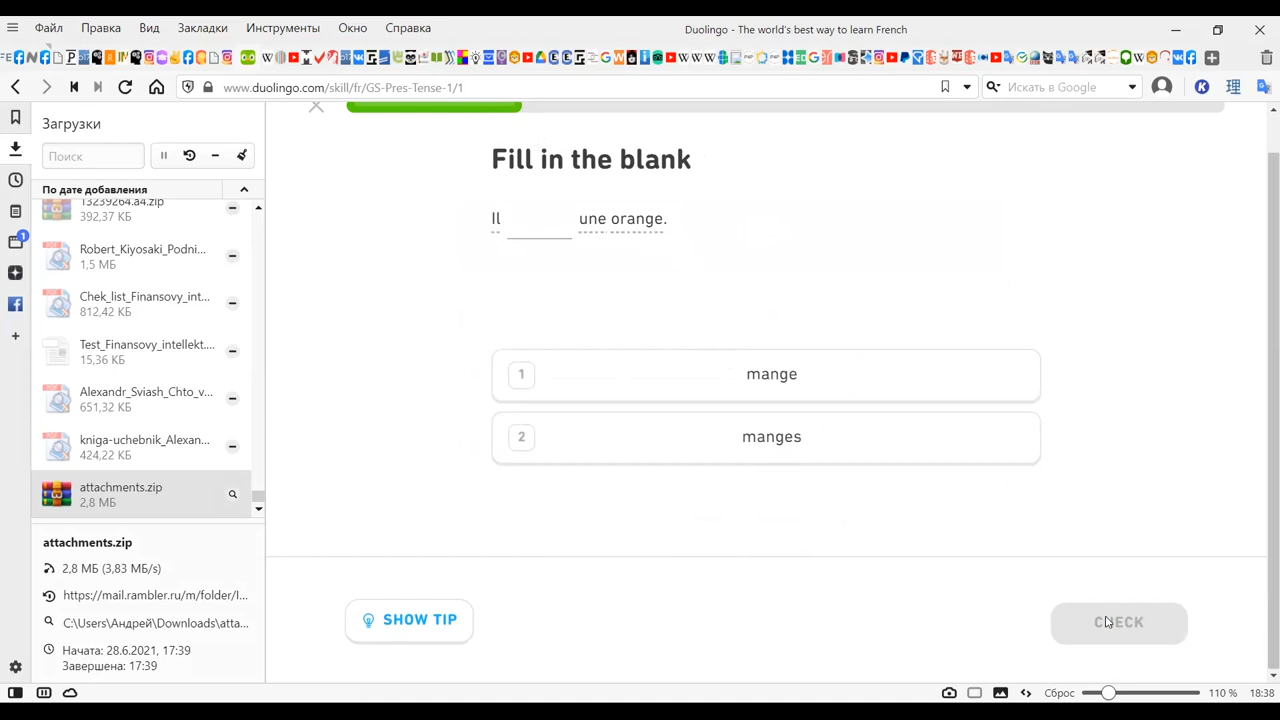 Файл Правка Вид Закладки Инструменты Окно Справка
Duolingo - The world's best way to learn French
www.duolingo.com/skill/fr/GS-Pres-Tense-1/1
Искать в Google
Загрузки
Поиск
По дате добавления
13239264.a4.zip
392,37 КБ
Robert_Kiyosaki_Podni...
1,5 МБ
Chek_list_Finansovy_int...
812,42 КБ
Test_Finansovy_intellekt....
15,36 КБ
Alexandr_Sviash_Chto_v...
651,32 КБ
kniga-uchebnik_Alexan...
424,22 КБ
attachments.zip
2,8 МБ
attachments.zip
2,8 МБ (3,83 МБ/s)
https://mail.rambler.ru/m/folder/I...
C:\Users\Андрей\Downloads\atta...
Начата: 28.6.2021, 17:39
Завершена: 17:39
1
Fill in the blank
Il ______ une orange.
1 mange
2 manges
SHOW TIP
CHECK
Сброс 110 % 18:38